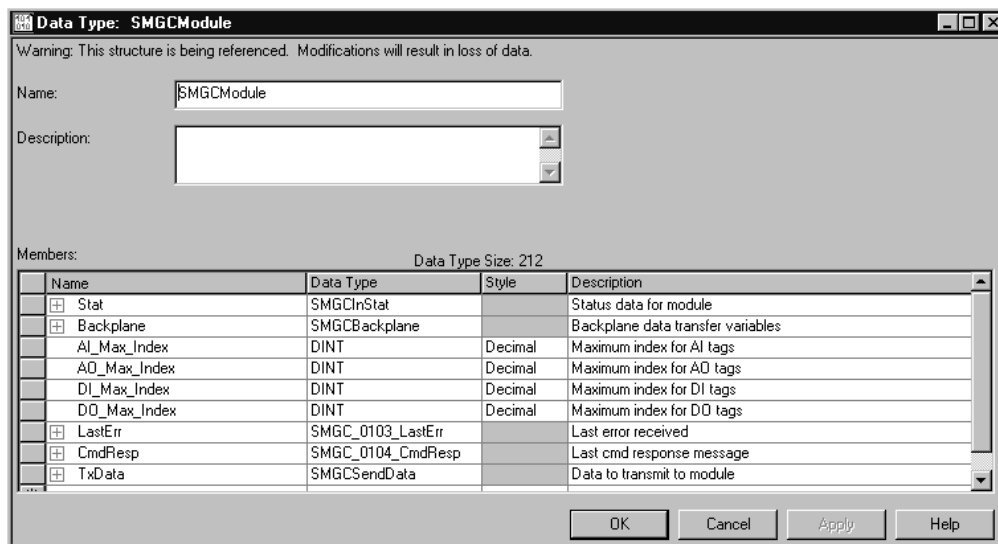 Data Type: SMGCModule
Warning: This structure is being referenced. Modifications will result in loss of data.
Name: SMGCModule
Description:
Members: Data Type Size: 212
Name Data Type Style Description
Stat SMGCInStat Status data for module
Backplane SMGCBackplane Backplane data transfer variables
AI_Max_Index DINT Decimal Maximum index for AI tags
AO_Max_Index DINT Decimal Maximum index for AO tags
DI_Max_Index DINT Decimal Maximum index for DI tags
DO_Max_Index DINT Decimal Maximum index for DO tags
LastErr SMGC_0103_LastErr Last error received
CmdResp SMGC_0104_CmdResp Last cmd response message
TxData SMGCSendData Data to transmit to module
OK Cancel Apply Help